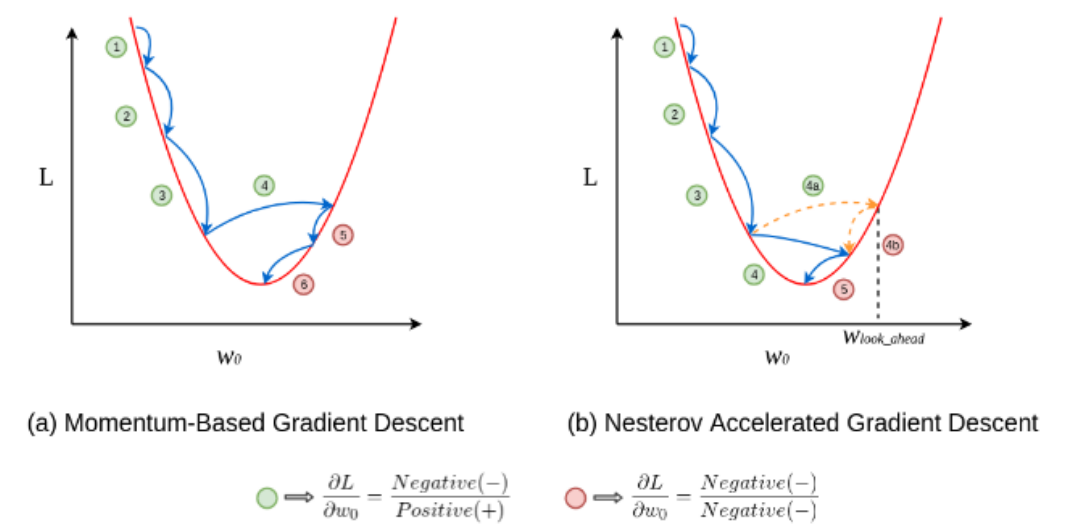 1
2
3
4
5
6
L
w0
1
2
3
4a
4b
4
5
L
w0
wlook_ahead
(a) Momentum-Based Gradient Descent
(b) Nesterov Accelerated Gradient Descent
∂L/∂w₀ = Negative(−)/Positive(+)
∂L/∂w₀ = Negative(−)/Negative(−)